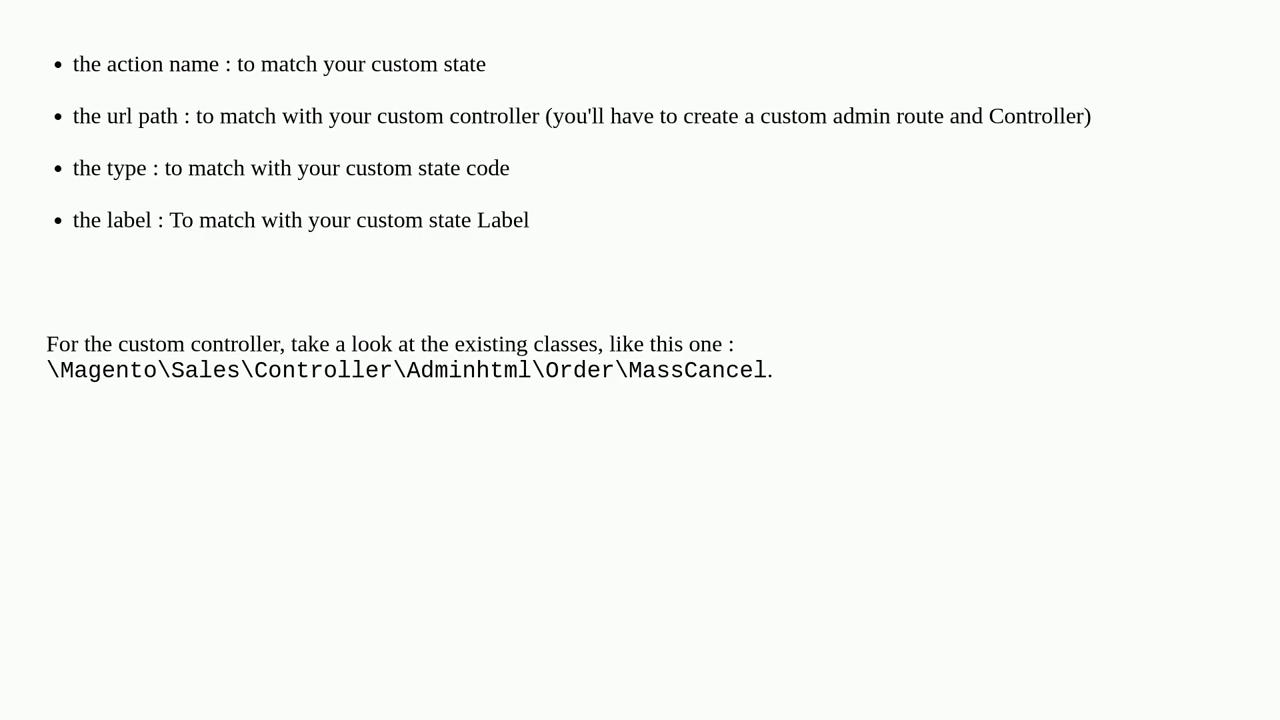 • the action name : to match your custom state
• the url path : to match with your custom controller (you'll have to create a custom admin route and Controller)
• the type : to match with your custom state code
• the label : To match with your custom state Label
For the custom controller, take a look at the existing classes, like this one :
\Magento\Sales\Controller\Adminhtml\Order\MassCancel.